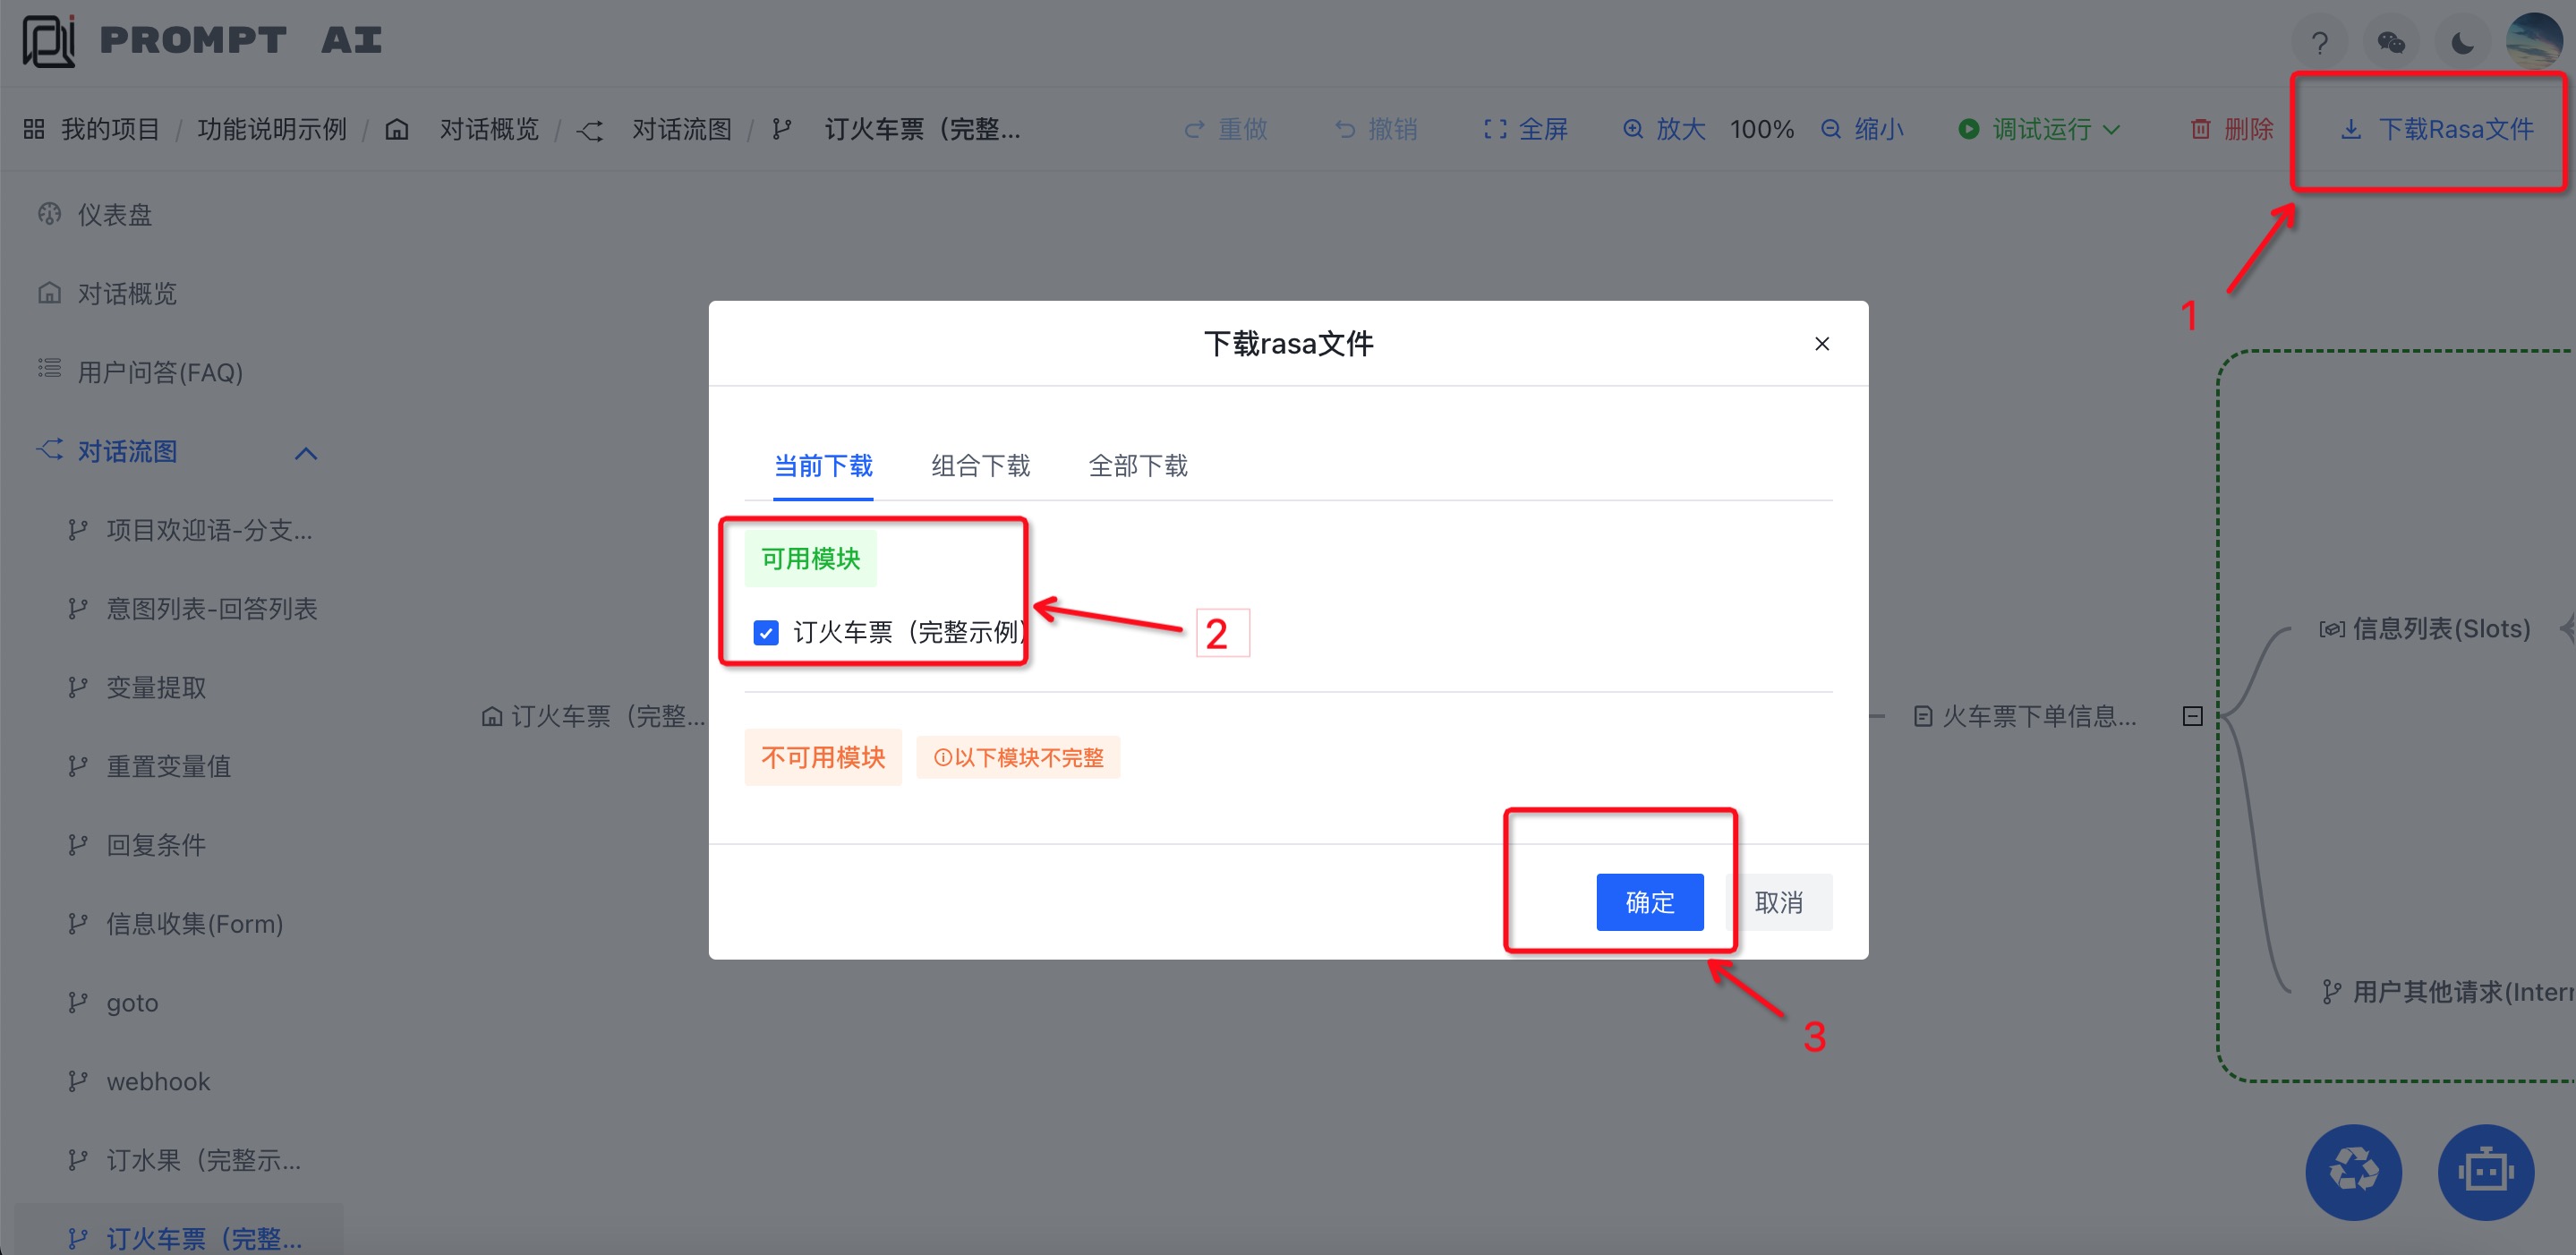 PROMPT AI
我的项目 / 功能说明示例 / 对话概览 / 对话流图 / 订火车票（完整...
重做 撤销 全屏 放大 100% 缩小 调试运行 删除 下载Rasa文件
1
仪表盘
对话概览
用户问答(FAQ)
对话流图
项目欢迎语-分支...
意图列表-回答列表
变量提取
重置变量值
回复条件
信息收集(Form)
goto
webhook
订水果（完整示...
订火车票（完整...
订火车票（完整...
下载rasa文件
当前下载 组合下载 全部下载
可用模块
订火车票（完整示例）
2
不可用模块 以下模块不完整
确定 取消
3
火车票下单信息...
信息列表(Slots)
用户其他请求(Inter